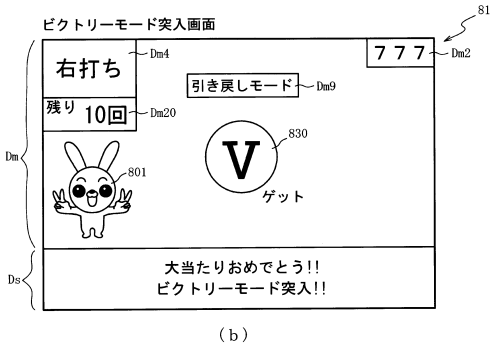 ビクトリーモード突入画面
81
Dm4
右打ち
777
Dm2
引き戻しモード
Dm9
残り 10回
Dm20
Dm
830
V
801
ゲット
Ds
大当たりおめでとう!!
ビクトリーモード突入!!
(b)